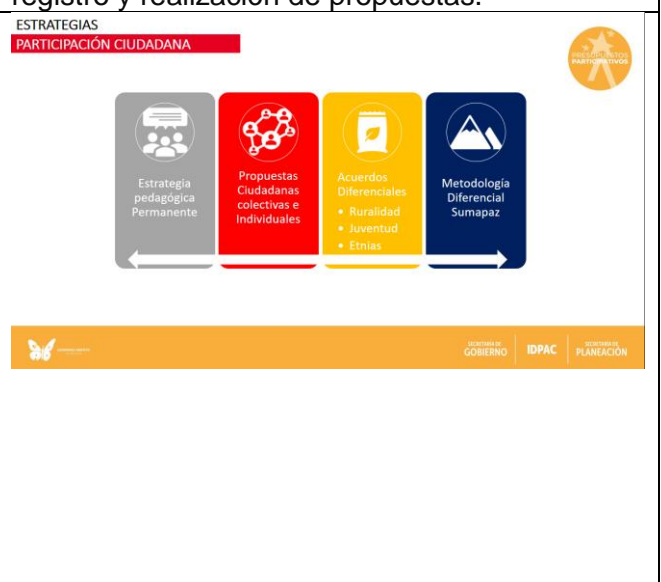 registro y realización de propuestas.
ESTRATEGIAS
PARTICIPACIÓN CIUDADANA
PRESUPUESTOS
PARTICIPATIVOS
Estrategia
pedagógica
Permanente
Propuestas
Ciudadanas
colectivas e
Individuales
Acuerdos
Diferenciales
• Ruralidad
• Juventud
• Etnias
Metodología
Diferencial
Sumapaz
SECRETARÍA DE
GOBIERNO
IDPAC
SECRETARÍA DE
PLANEACIÓN